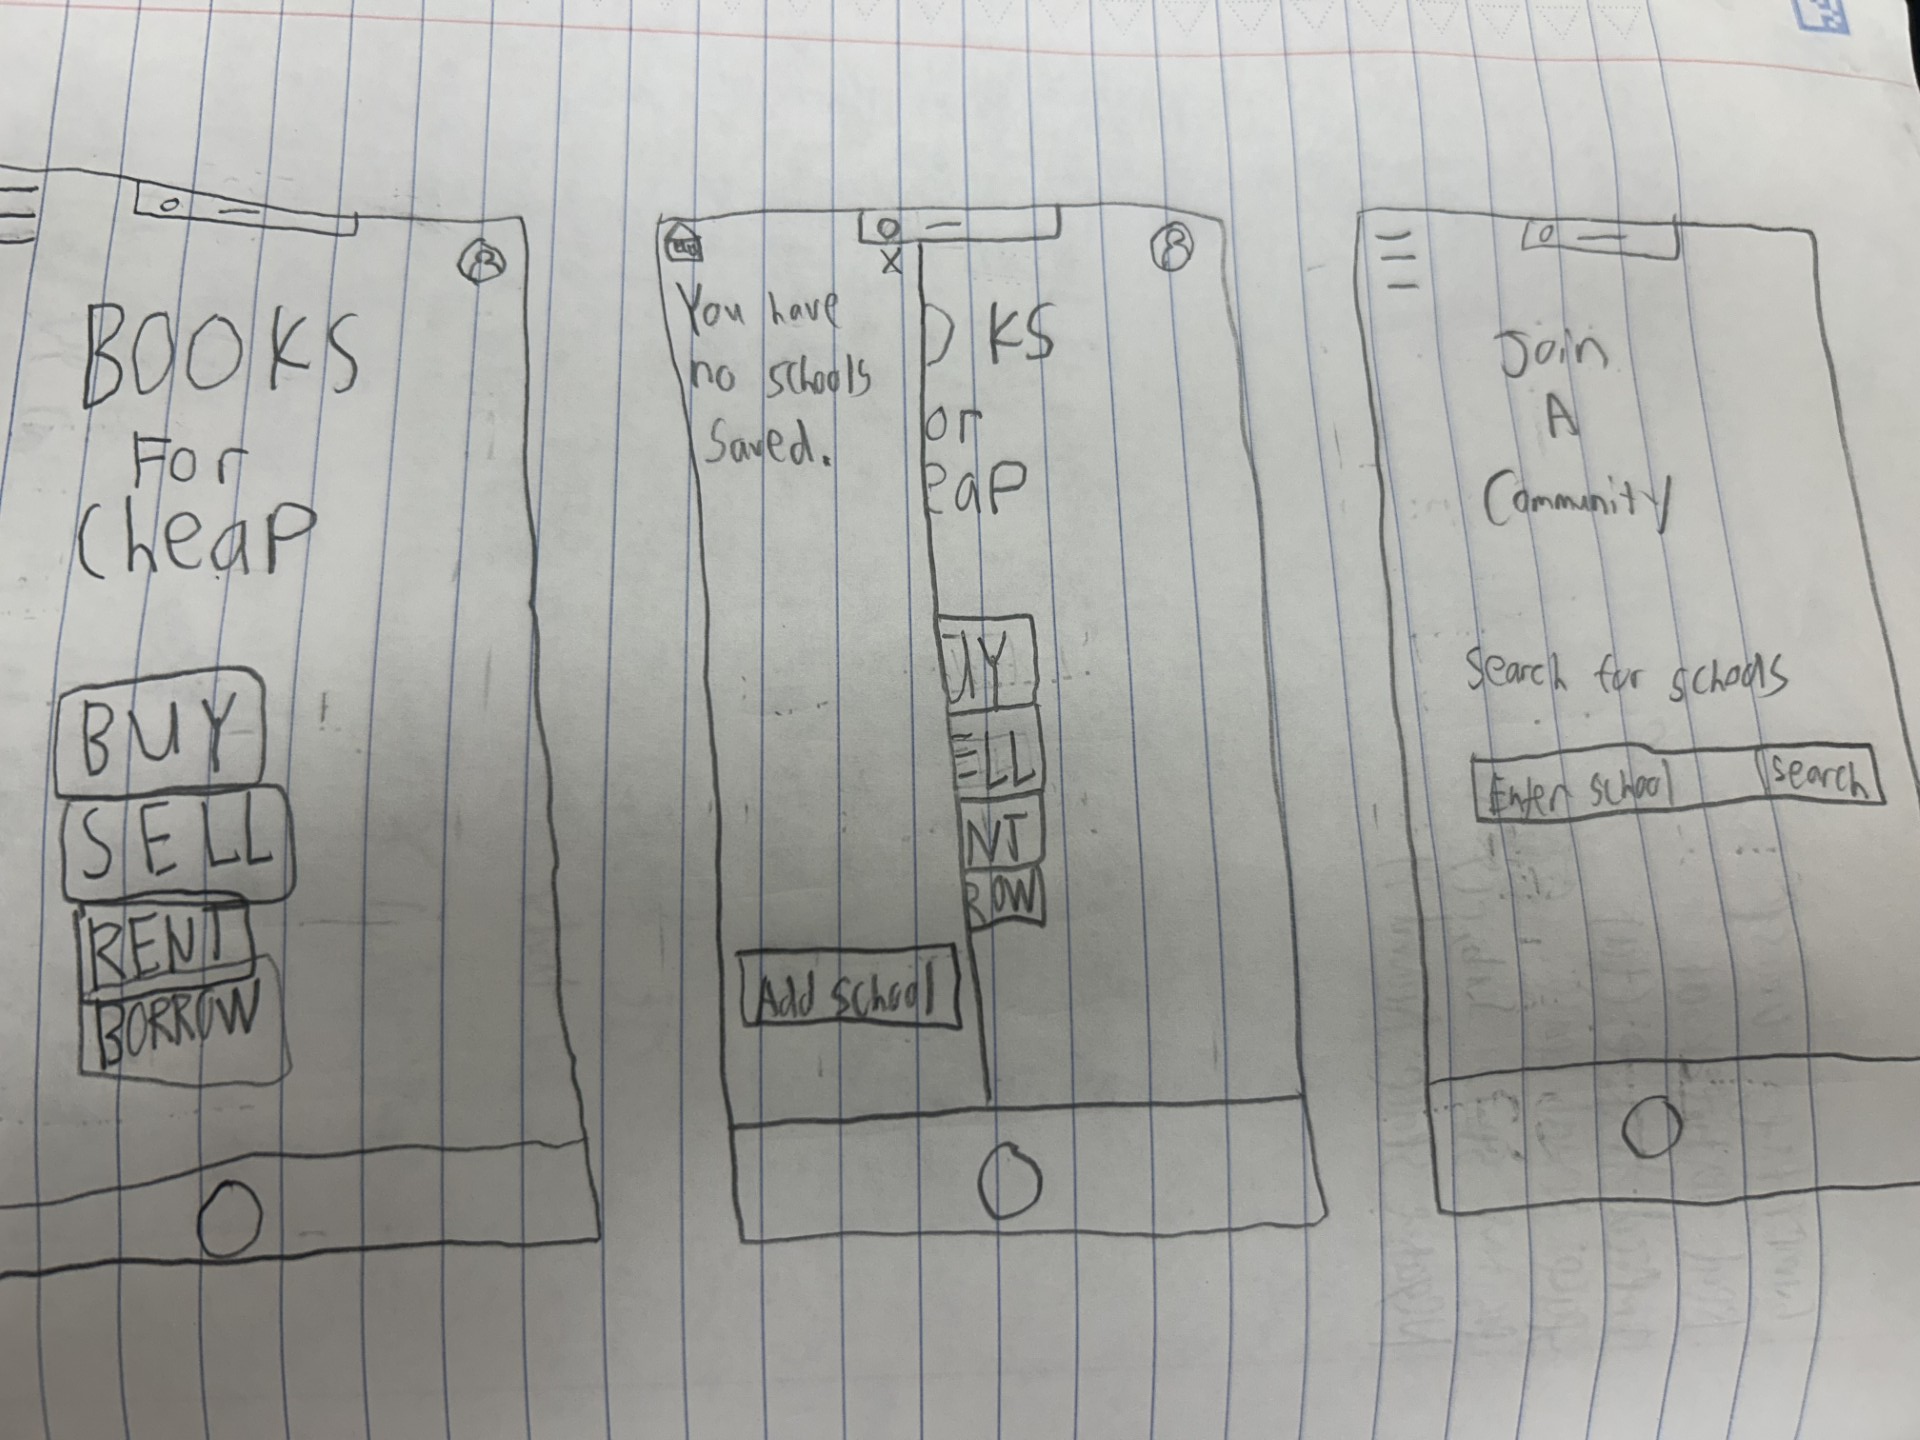 BOOKS
For
Cheap
BUY
SELL
RENT
BORROW
X
You have
no schools
Saved.
Add school
OKS
or
eap
UY
ELL
NT
ROW
Join
A
Community
Search for schools
Enter school
Search